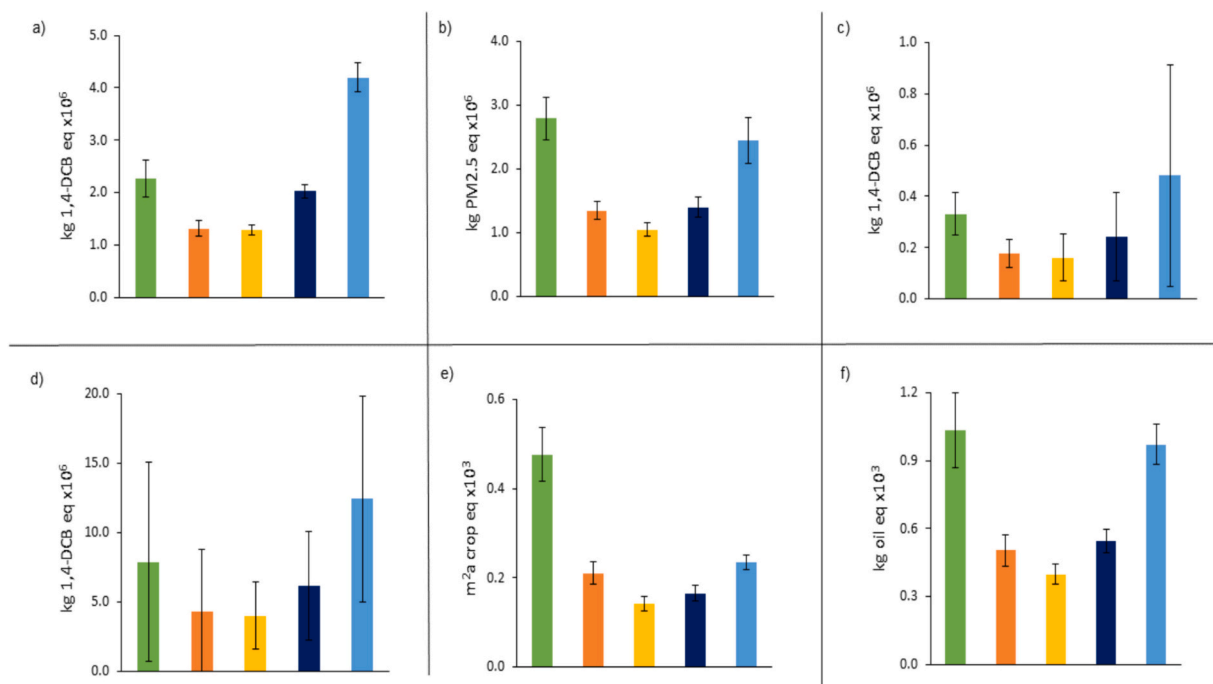 a)
5.0
4.0
3.0
2.0
1.0
0.0
kg 1,4-DCB eq x10⁶
b)
4.0
3.0
2.0
1.0
0.0
kg PM2.5 eq x10⁶
c)
1.0
0.8
0.6
0.4
0.2
0.0
kg 1,4-DCB eq x10⁶
d)
20.0
15.0
10.0
5.0
0.0
kg 1,4-DCB eq x10⁶
e)
0.6
0.4
0.2
0.0
m²a crop eq x10³
f)
1.2
0.9
0.6
0.3
0.0
kg oil eq x10³